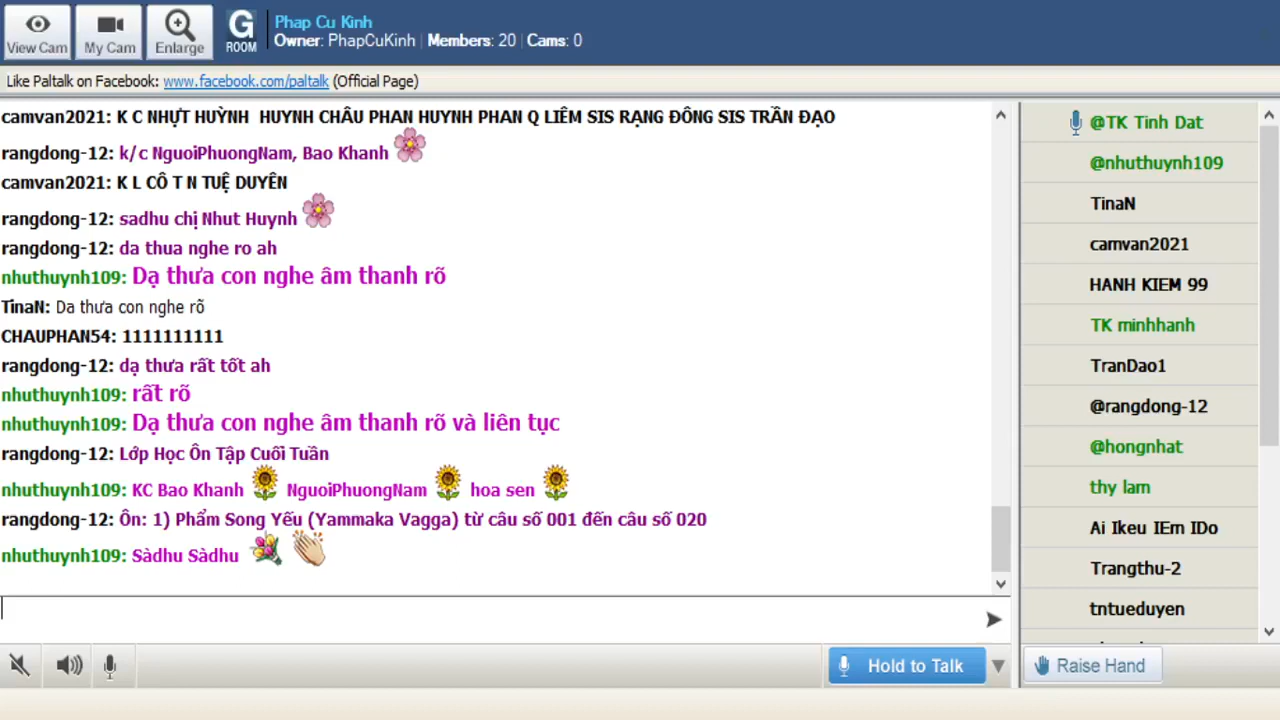 View Cam
My Cam
Enlarge
G
ROOM
Phap Cu Kinh
Owner: PhapCuKinh | Members: 20 | Cams: 0
Like Paltalk on Facebook: www.facebook.com/paltalk (Official Page)
camvan2021: K C NHỰT HUỲNH HUYNH CHÂU PHAN HUYNH PHAN Q LIÊM SIS RẠNG ĐÔNG SIS TRẦN ĐẠO
rangdong-12: k/c NguoiPhuongNam, Bao Khanh
camvan2021: K L CÔ T N TUỆ DUYÊN
rangdong-12: sadhu chị Nhut Huynh
rangdong-12: da thua nghe ro ah
nhuthuynh109: Dạ thưa con nghe âm thanh rõ
TinaN: Da thưa con nghe rõ
CHAUPHAN54: 1111111111
rangdong-12: dạ thưa rất tốt ah
nhuthuynh109: rất rõ
nhuthuynh109: Dạ thưa con nghe âm thanh rõ và liên tục
rangdong-12: Lớp Học Ôn Tập Cuối Tuần
nhuthuynh109: KC Bao Khanh NguoiPhuongNam hoa sen
rangdong-12: Ôn: 1) Phẩm Song Yếu (Yammaka Vagga) từ câu số 001 đến câu số 020
nhuthuynh109: Sàdhu Sàdhu
@TK Tinh Dat
@nhuthuynh109
TinaN
camvan2021
HANH KIEM 99
TK minhhanh
TranDao1
@rangdong-12
@hongnhat
thy lam
Ai Ikeu IEm IDo
Trangthu-2
tntueduyen
Hold to Talk
Raise Hand